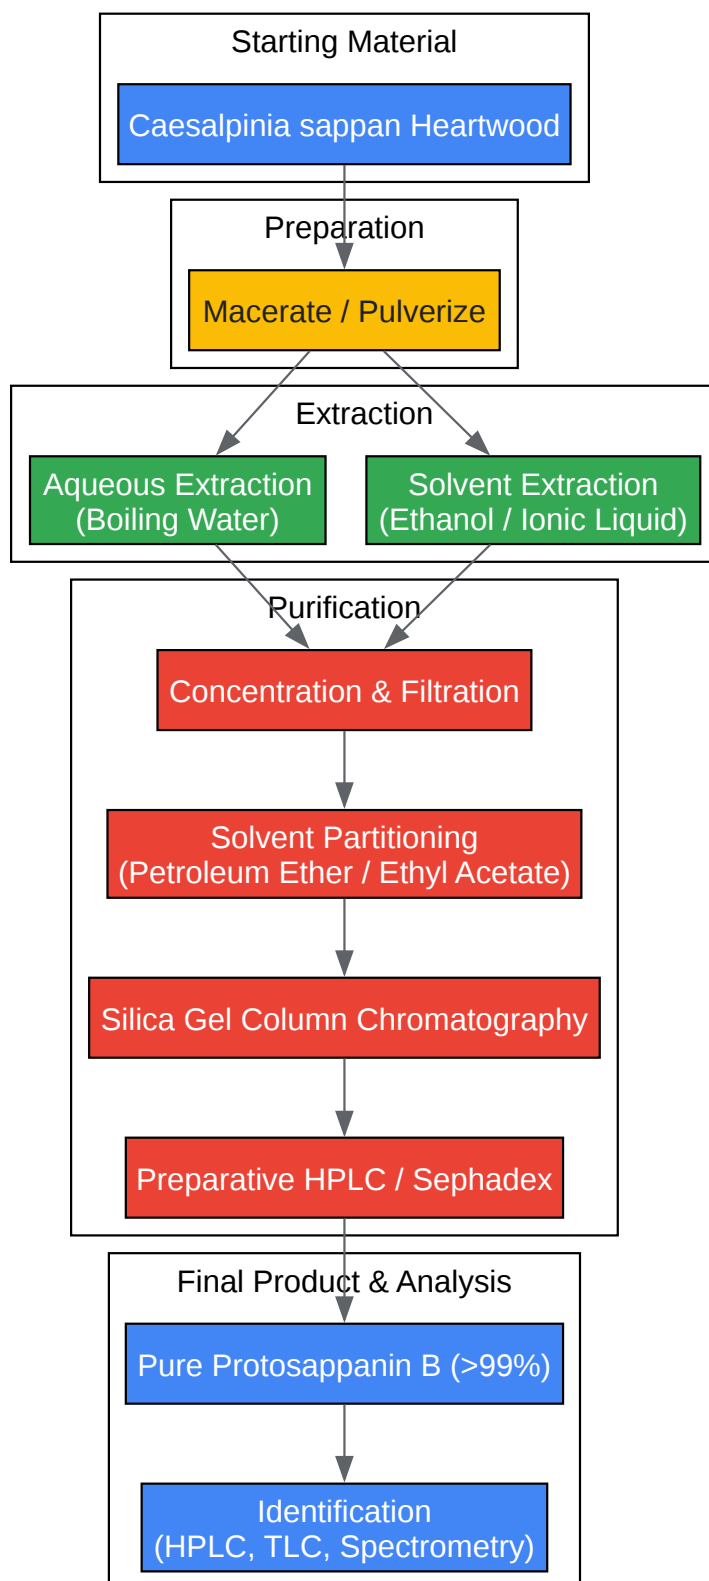 Starting Material
Caesalpinia sappan Heartwood
Preparation
Macerate / Pulverize
Extraction
Aqueous Extraction
(Boiling Water)
Solvent Extraction
(Ethanol / Ionic Liquid)
Purification
Concentration & Filtration
Solvent Partitioning
(Petroleum Ether / Ethyl Acetate)
Silica Gel Column Chromatography
Preparative HPLC / Sephadex
Final Product & Analysis
Pure Protosappanin B (>99%)
Identification
(HPLC, TLC, Spectrometry)